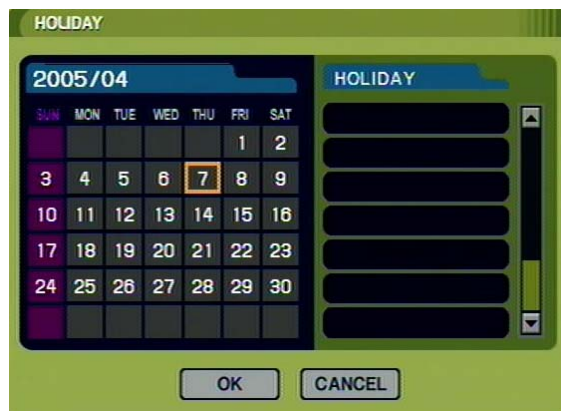 HOLIDAY
2005/04
SUN MON TUE WED THU FRI SAT
1 2
3 4 5 6 7 8 9
10 11 12 13 14 15 16
17 18 19 20 21 22 23
24 25 26 27 28 29 30
HOLIDAY
OK CANCEL